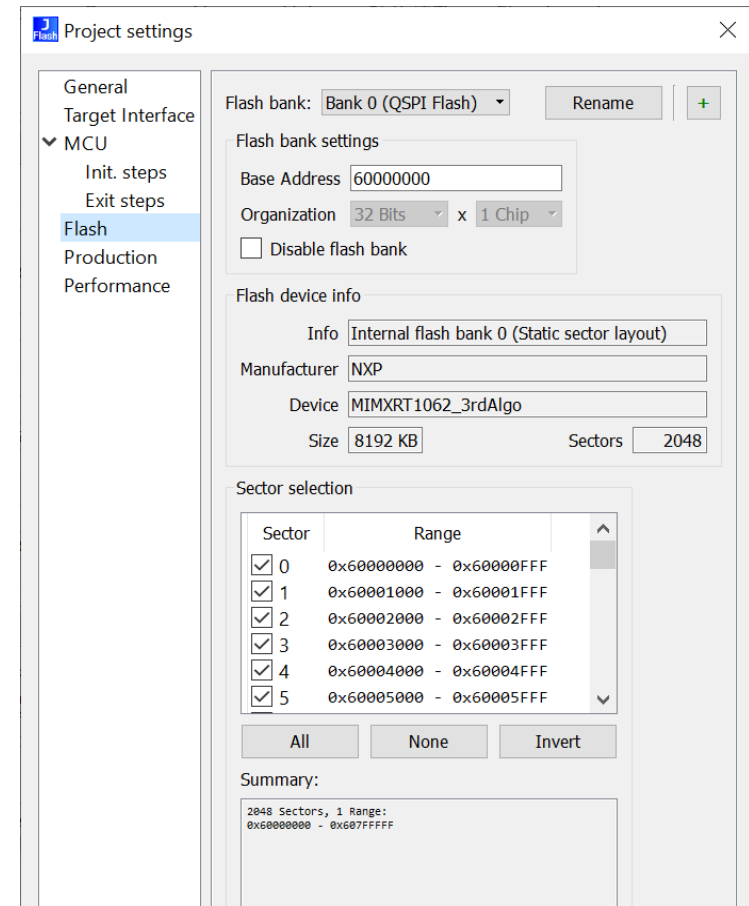 J
Flash
Project settings
General
Target Interface
MCU
Init. steps
Exit steps
Flash
Production
Performance
Flash bank: Bank 0 (QSPI Flash) Rename +
Flash bank settings
Base Address 60000000
Organization 32 Bits x 1 Chip
Disable flash bank
Flash device info
Info Internal flash bank 0 (Static sector layout)
Manufacturer NXP
Device MIMXRT1062_3rdAlgo
Size 8192 KB Sectors 2048
Sector selection
Sector Range
0 0x60000000 - 0x60000FFF
1 0x60001000 - 0x60001FFF
2 0x60002000 - 0x60002FFF
3 0x60003000 - 0x60003FFF
4 0x60004000 - 0x60004FFF
5 0x60005000 - 0x60005FFF
All None Invert
Summary:
2048 Sectors, 1 Range:
0x60000000 - 0x607FFFFF